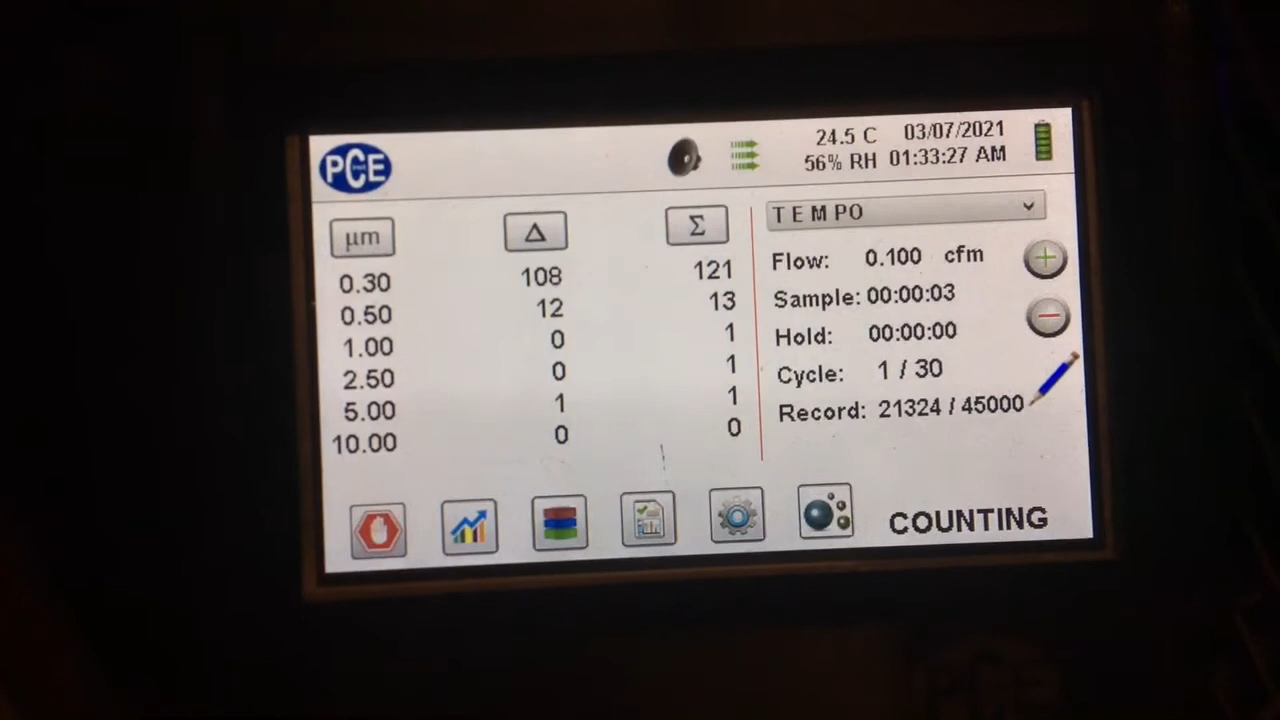 PCE
24.5 C 03/07/2021
56% RH 01:33:27 AM
µm Δ Σ
0.30 108 121
0.50 12 13
1.00 0 1
2.50 0 1
5.00 1 1
10.00 0 0
TEMPO
Flow: 0.100 cfm
Sample: 00:00:03
Hold: 00:00:00
Cycle: 1 / 30
Record: 21324 / 45000
COUNTING